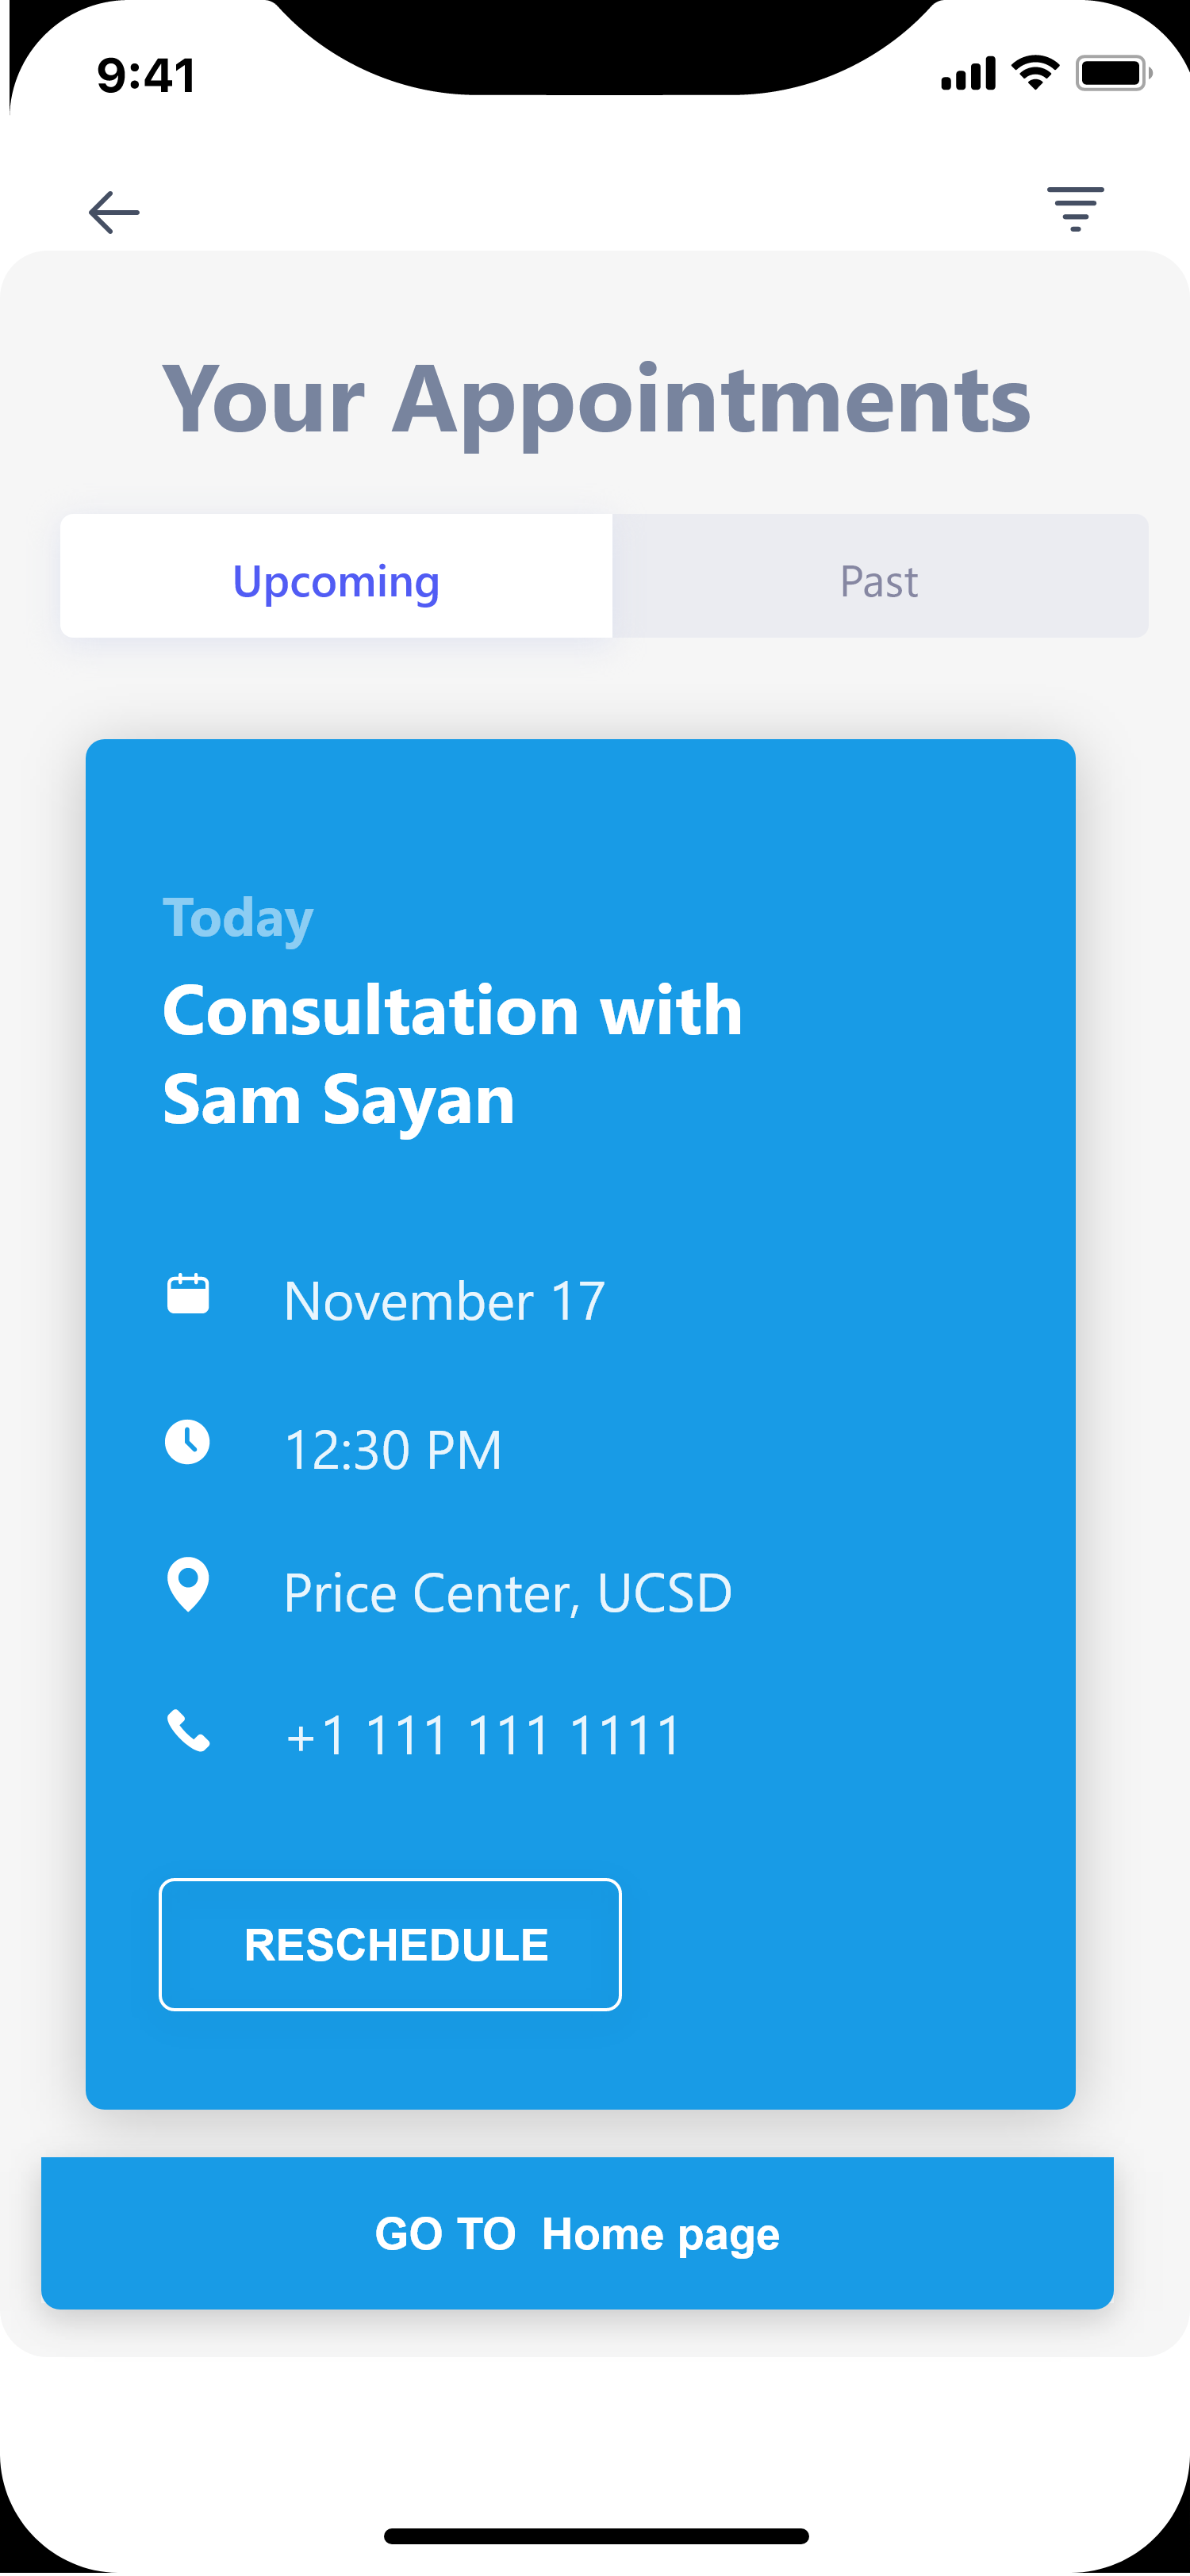 9:41
Your Appointments
Upcoming
Past
Today
Consultation with
Sam Sayan
November 17
12:30 PM
Price Center, UCSD
+1 111 111 1111
RESCHEDULE
GO TO  Home page